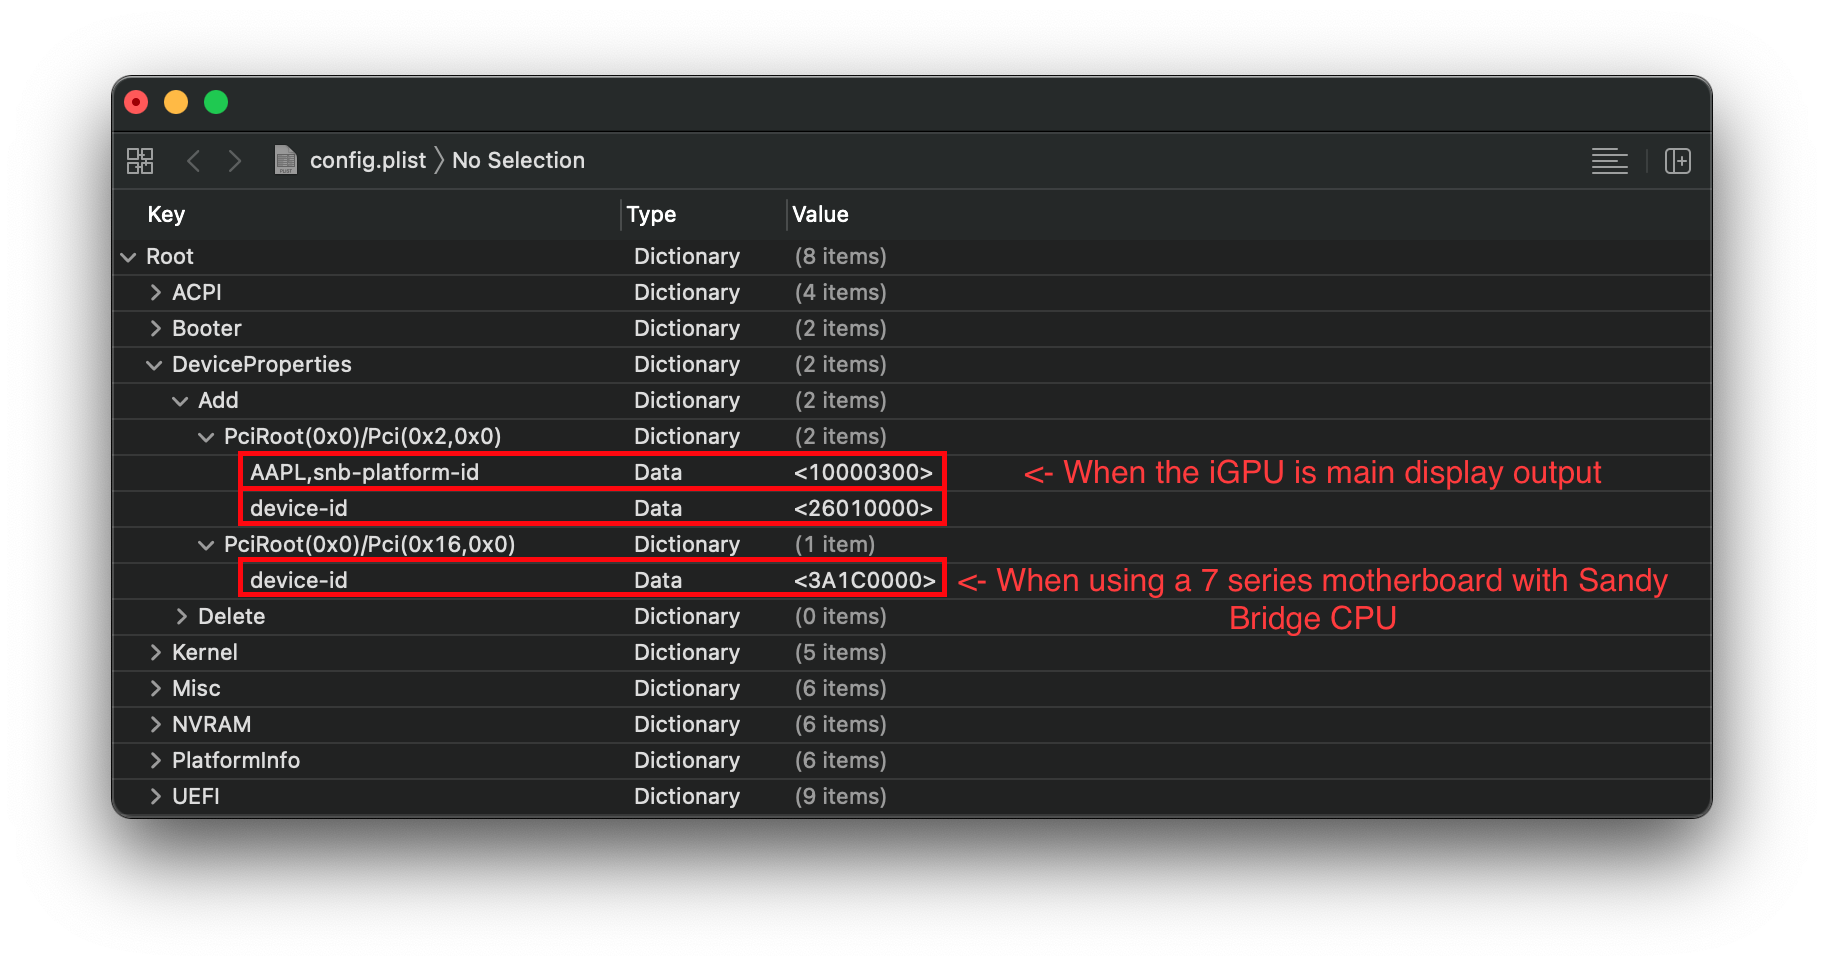 config.plist 〉 No Selection
Key Type Value
Root Dictionary (8 items)
ACPI Dictionary (4 items)
Booter Dictionary (2 items)
DeviceProperties Dictionary (2 items)
Add Dictionary (2 items)
PciRoot(0x0)/Pci(0x2,0x0) Dictionary (2 items)
AAPL,snb-platform-id Data <10000300> <- When the iGPU is main display output
device-id Data <26010000>
PciRoot(0x0)/Pci(0x16,0x0) Dictionary (1 item)
device-id Data <3A1C0000> <- When using a 7 series motherboard with Sandy
Bridge CPU
Delete Dictionary (0 items)
Kernel Dictionary (5 items)
Misc Dictionary (6 items)
NVRAM Dictionary (6 items)
PlatformInfo Dictionary (6 items)
UEFI Dictionary (9 items)